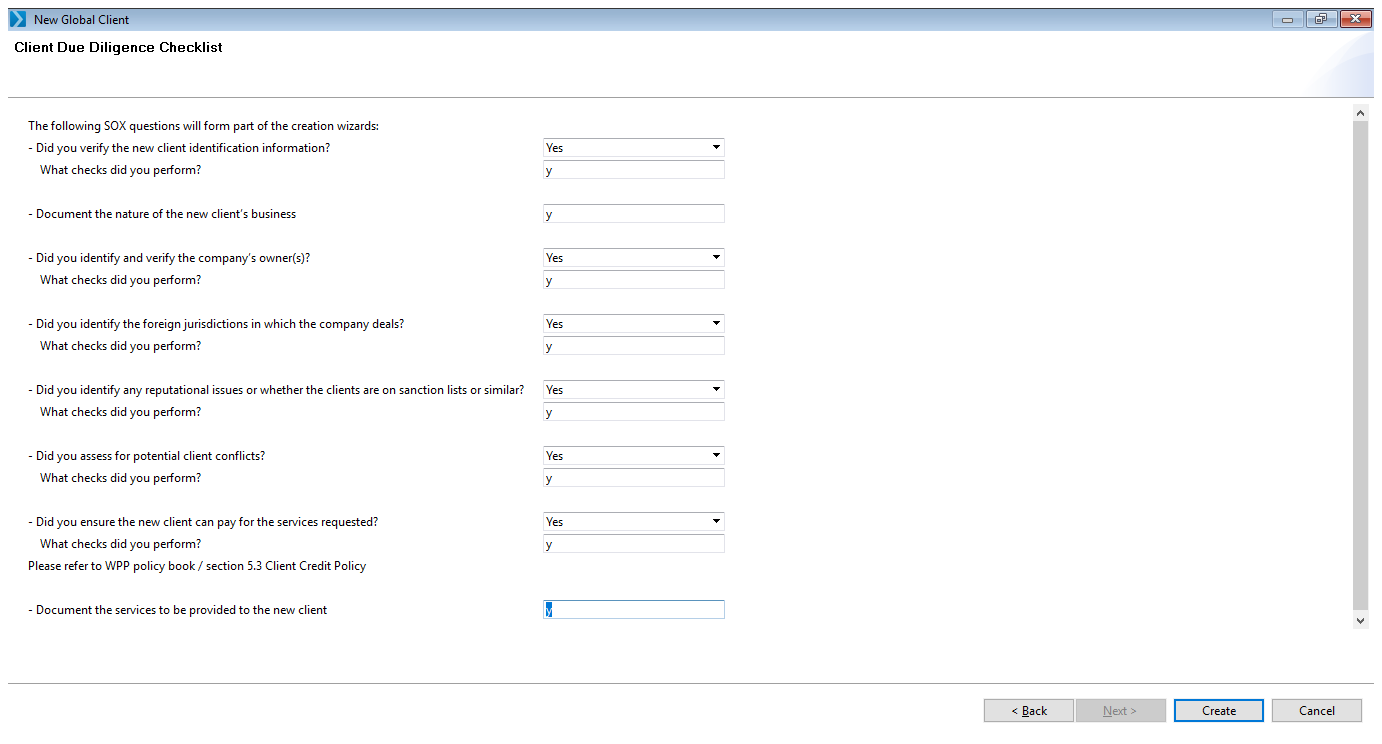 New Global Client
Client Due Diligence Checklist
The following SOX questions will form part of the creation wizards:
- Did you verify the new client identification information? Yes
What checks did you perform? y
- Document the nature of the new client's business y
- Did you identify and verify the company's owner(s)? Yes
What checks did you perform? y
- Did you identify the foreign jurisdictions in which the company deals? Yes
What checks did you perform? y
- Did you identify any reputational issues or whether the clients are on sanction lists or similar? Yes
What checks did you perform? y
- Did you assess for potential client conflicts? Yes
What checks did you perform? y
- Did you ensure the new client can pay for the services requested? Yes
What checks did you perform? y
Please refer to WPP policy book / section 5.3 Client Credit Policy
- Document the services to be provided to the new client y
< Back Next > Create Cancel